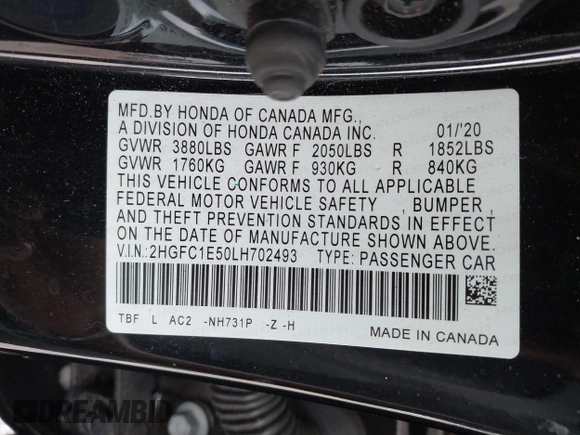 MFD.BY HONDA OF CANADA MFG.,
A DIVISION OF HONDA CANADA INC. 01/'20
GVWR 3880LBS GAWR F 2050LBS R 1852LBS
GVWR 1760KG GAWR F 930KG R 840KG
THIS VEHICLE CONFORMS TO ALL APPLICABLE
FEDERAL MOTOR VEHICLE SAFETY , BUMPER ,
AND THEFT PREVENTION STANDARDS IN EFFECT
ON THE DATE OF MANUFACTURE SHOWN ABOVE.
V.I.N.:2HGFC1E50LH702493 TYPE: PASSENGER CAR
TBF L AC2 -NH731P -Z -H
MADE IN CANADA
DREAMBID